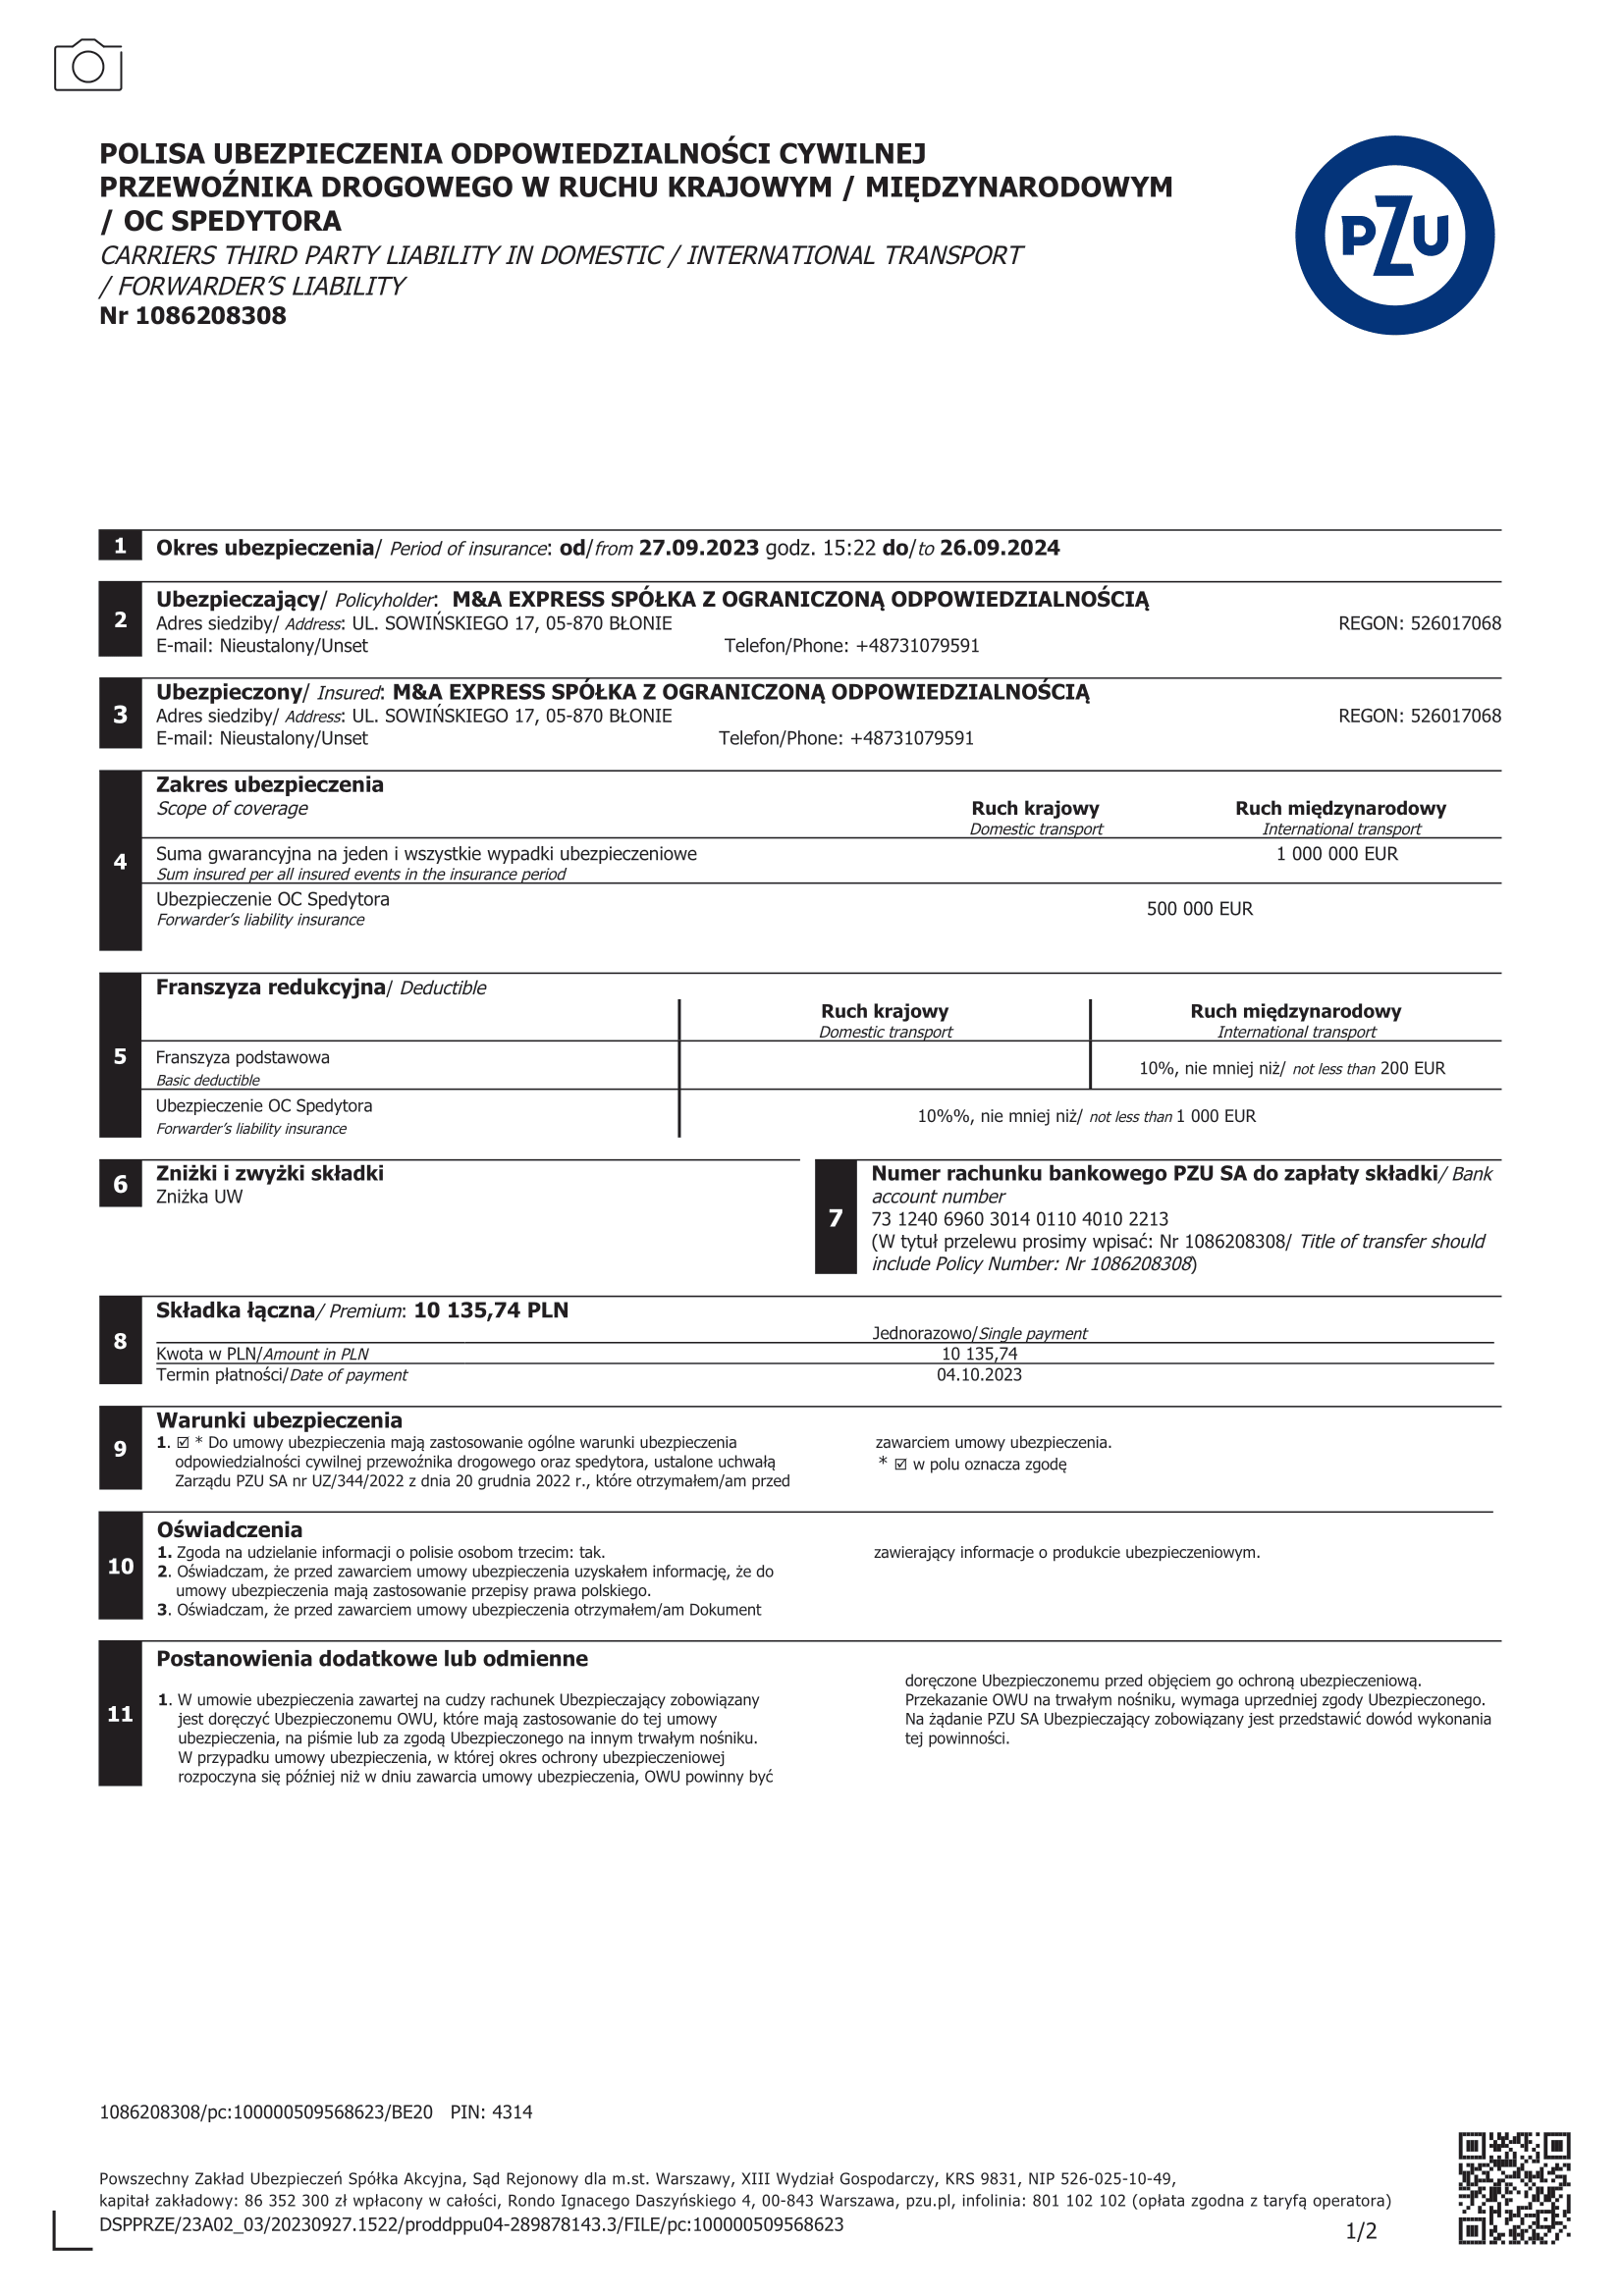 POLISA UBEZPIECZENIA ODPOWIEDZIALNOŚCI CYWILNEJ
PRZEWOŹNIKA DROGOWEGO W RUCHU KRAJOWYM / MIĘDZYNARODOWYM
/ OC SPEDYTORA
CARRIERS THIRD PARTY LIABILITY IN DOMESTIC / INTERNATIONAL TRANSPORT
/ FORWARDER’S LIABILITY
Nr 1086208308
PZU
1
Okres ubezpieczenia/ Period of insurance: od/from 27.09.2023 godz. 15:22 do/to 26.09.2024
2
Ubezpieczający/ Policyholder: M&A EXPRESS SPÓŁKA Z OGRANICZONĄ ODPOWIEDZIALNOŚCIĄ
Adres siedziby/ Address: UL. SOWIŃSKIEGO 17, 05-870 BŁONIE REGON: 526017068
E-mail: Nieustalony/Unset Telefon/Phone: +48731079591
3
Ubezpieczony/ Insured: M&A EXPRESS SPÓŁKA Z OGRANICZONĄ ODPOWIEDZIALNOŚCIĄ
Adres siedziby/ Address: UL. SOWIŃSKIEGO 17, 05-870 BŁONIE REGON: 526017068
E-mail: Nieustalony/Unset Telefon/Phone: +48731079591
4
Zakres ubezpieczenia
Scope of coverage
Ruch krajowy Ruch międzynarodowy
Domestic transport International transport
Suma gwarancyjna na jeden i wszystkie wypadki ubezpieczeniowe 1 000 000 EUR
Sum insured per all insured events in the insurance period
Ubezpieczenie OC Spedytora
500 000 EUR
Forwarder’s liability insurance
5
Franszyza redukcyjna/ Deductible
Ruch krajowy Ruch międzynarodowy
Domestic transport International transport
Franszyza podstawowa
10%, nie mniej niż/ not less than 200 EUR
Basic deductible
Ubezpieczenie OC Spedytora
10%%, nie mniej niż/ not less than 1 000 EUR
Forwarder’s liability insurance
6
Zniżki i zwyżki składki
Zniżka UW
7
Numer rachunku bankowego PZU SA do zapłaty składki/ Bank
account number
73 1240 6960 3014 0110 4010 2213
(W tytuł przelewu prosimy wpisać: Nr 1086208308/ Title of transfer should
include Policy Number: Nr 1086208308)
8
Składka łączna/ Premium: 10 135,74 PLN
Jednorazowo/Single payment
Kwota w PLN/Amount in PLN 10 135,74
Termin płatności/Date of payment 04.10.2023
9
Warunki ubezpieczenia
1. ☑ * Do umowy ubezpieczenia mają zastosowanie ogólne warunki ubezpieczenia
odpowiedzialności cywilnej przewoźnika drogowego oraz spedytora, ustalone uchwałą
Zarządu PZU SA nr UZ/344/2022 z dnia 20 grudnia 2022 r., które otrzymałem/am przed
zawarciem umowy ubezpieczenia.
* ☑ w polu oznacza zgodę
10
Oświadczenia
1. Zgoda na udzielanie informacji o polisie osobom trzecim: tak.
2. Oświadczam, że przed zawarciem umowy ubezpieczenia uzyskałem informację, że do
umowy ubezpieczenia mają zastosowanie przepisy prawa polskiego.
3. Oświadczam, że przed zawarciem umowy ubezpieczenia otrzymałem/am Dokument
zawierający informacje o produkcie ubezpieczeniowym.
11
Postanowienia dodatkowe lub odmienne
1. W umowie ubezpieczenia zawartej na cudzy rachunek Ubezpieczający zobowiązany
jest doręczyć Ubezpieczonemu OWU, które mają zastosowanie do tej umowy
ubezpieczenia, na piśmie lub za zgodą Ubezpieczonego na innym trwałym nośniku.
W przypadku umowy ubezpieczenia, w której okres ochrony ubezpieczeniowej
rozpoczyna się później niż w dniu zawarcia umowy ubezpieczenia, OWU powinny być
doręczone Ubezpieczonemu przed objęciem go ochroną ubezpieczeniową.
Przekazanie OWU na trwałym nośniku, wymaga uprzedniej zgody Ubezpieczonego.
Na żądanie PZU SA Ubezpieczający zobowiązany jest przedstawić dowód wykonania
tej powinności.
1086208308/pc:100000509568623/BE20 PIN: 4314
Powszechny Zakład Ubezpieczeń Spółka Akcyjna, Sąd Rejonowy dla m.st. Warszawy, XIII Wydział Gospodarczy, KRS 9831, NIP 526-025-10-49,
kapitał zakładowy: 86 352 300 zł wpłacony w całości, Rondo Ignacego Daszyńskiego 4, 00-843 Warszawa, pzu.pl, infolinia: 801 102 102 (opłata zgodna z taryfą operatora)
DSPPRZE/23A02_03/20230927.1522/proddppu04-289878143.3/FILE/pc:100000509568623
1/2